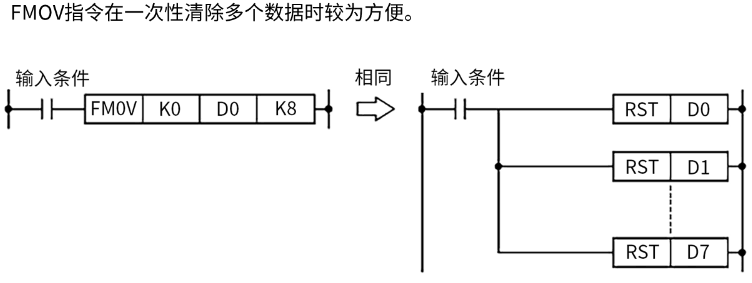 FMOV指令在一次性清除多个数据时较为方便。
输入条件 相同 输入条件
FMOV K0 D0 K8 RST D0
RST D1
RST D7